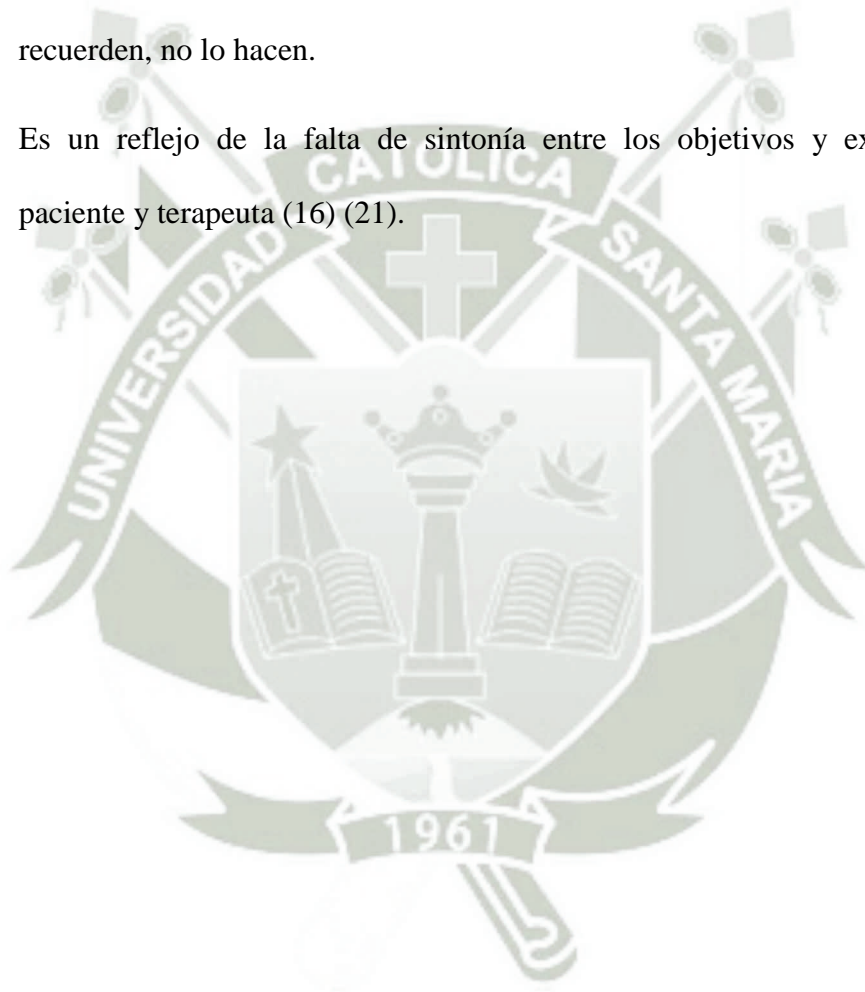 recuerden, no lo hacen.
Es un reflejo de la falta de sintonía entre los objetivos y
paciente y terapeuta (16) (21).
UNIVERSIDAD CATOLICA SANTA MARIA
1961